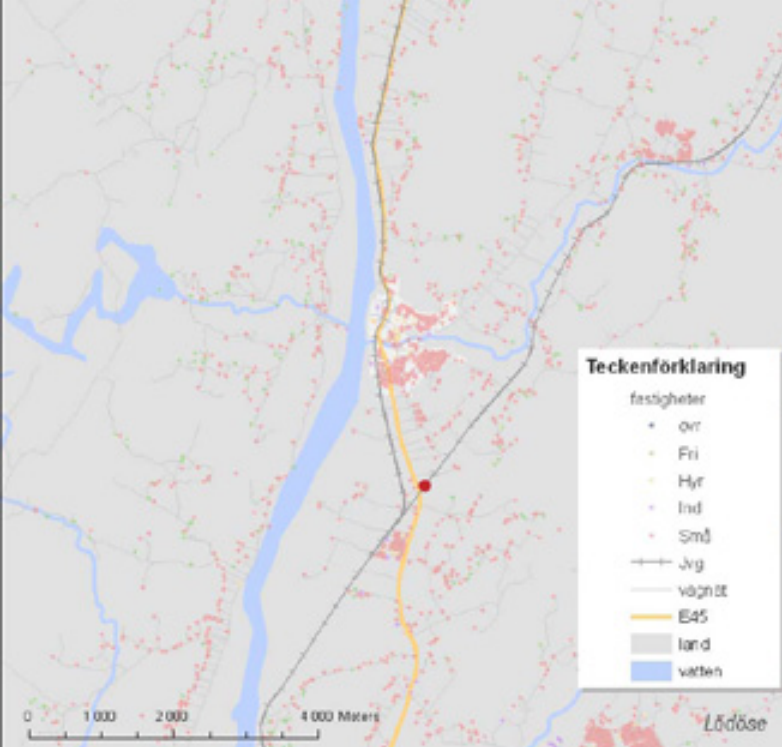 Teckenförklaring
fastigheter
övr
Fri
Hyr
Ind
Små
Jvg
vägnät
E45
land
vatten
0 1 000 2 000 4 000 Meters
Lödöse